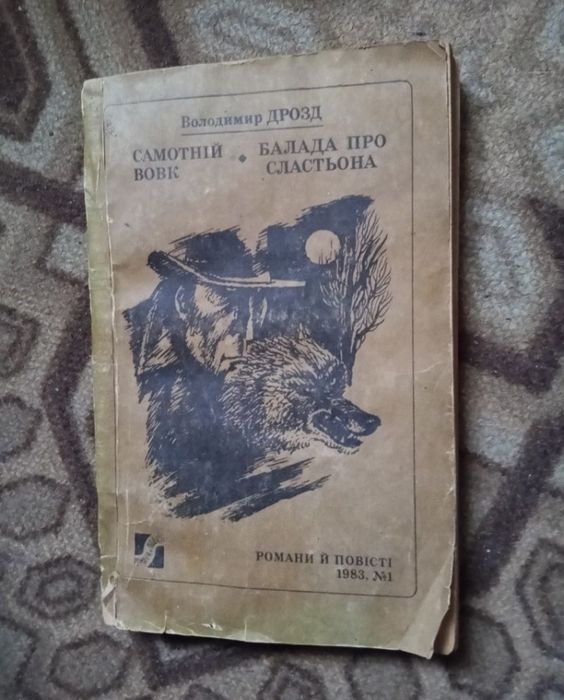 Володимир ДРОЗД
САМОТНІЙ • БАЛАДА ПРО
ВОВК СЛАСТЬОНА
РОМАНИ Й ПОВІСТІ
1983, №1